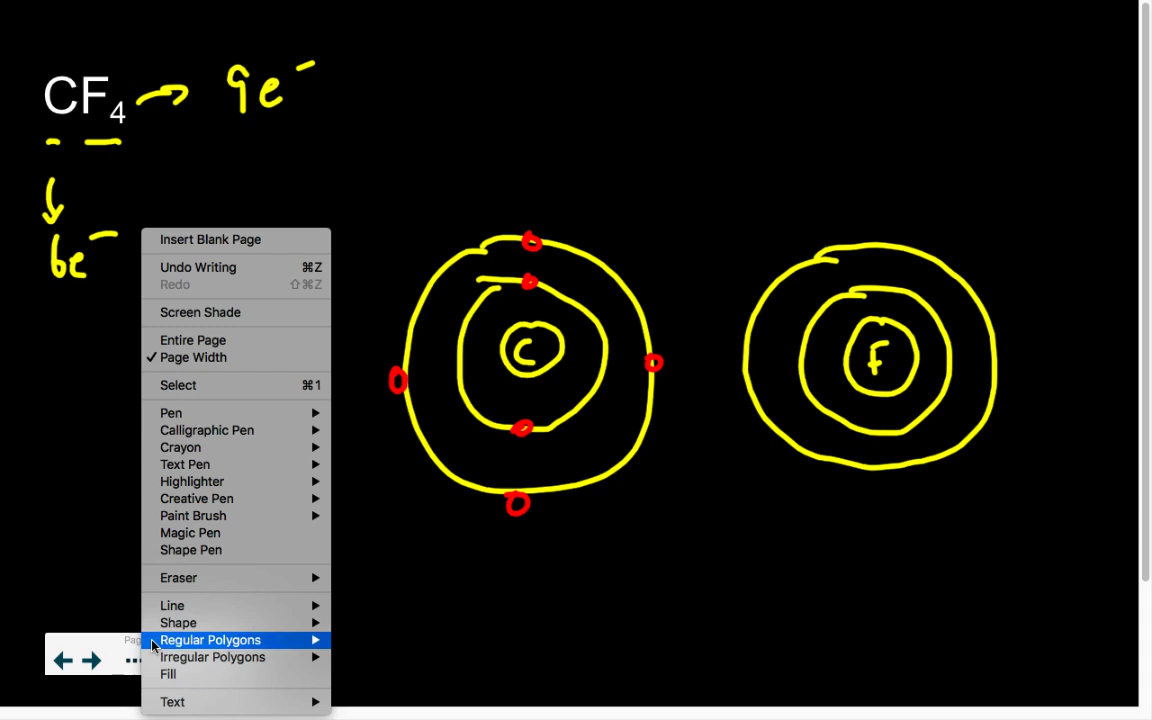 CF₄ → 9e⁻
↓
6e⁻
C
F
Insert Blank Page
Undo Writing ⌘Z
Redo ⇧⌘Z
Screen Shade
Entire Page
✓ Page Width
Select ⌘1
Pen ▶
Calligraphic Pen ▶
Crayon ▶
Text Pen ▶
Highlighter ▶
Creative Pen ▶
Paint Brush ▶
Magic Pen
Shape Pen
Eraser ▶
Line ▶
Shape ▶
Regular Polygons ▶
Irregular Polygons ▶
Fill
Text ▶